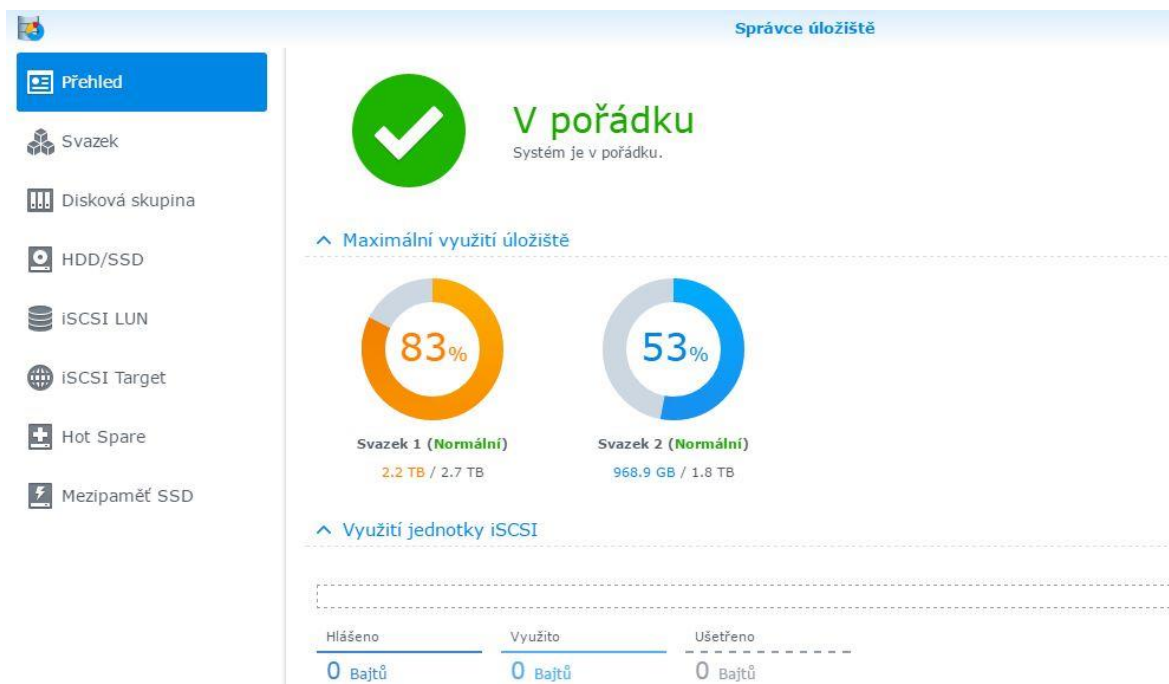 Správce úložiště
Přehled
Svazek
Disková skupina
HDD/SSD
iSCSI LUN
iSCSI Target
Hot Spare
Mezipaměť SSD
V pořádku
Systém je v pořádku.
Maximální využití úložiště
83%
Svazek 1 (Normální)
2.2 TB / 2.7 TB
53%
Svazek 2 (Normální)
968.9 GB / 1.8 TB
Využití jednotky iSCSI
Hlášeno
0 Bajtů
Využito
0 Bajtů
Ušetřeno
0 Bajtů